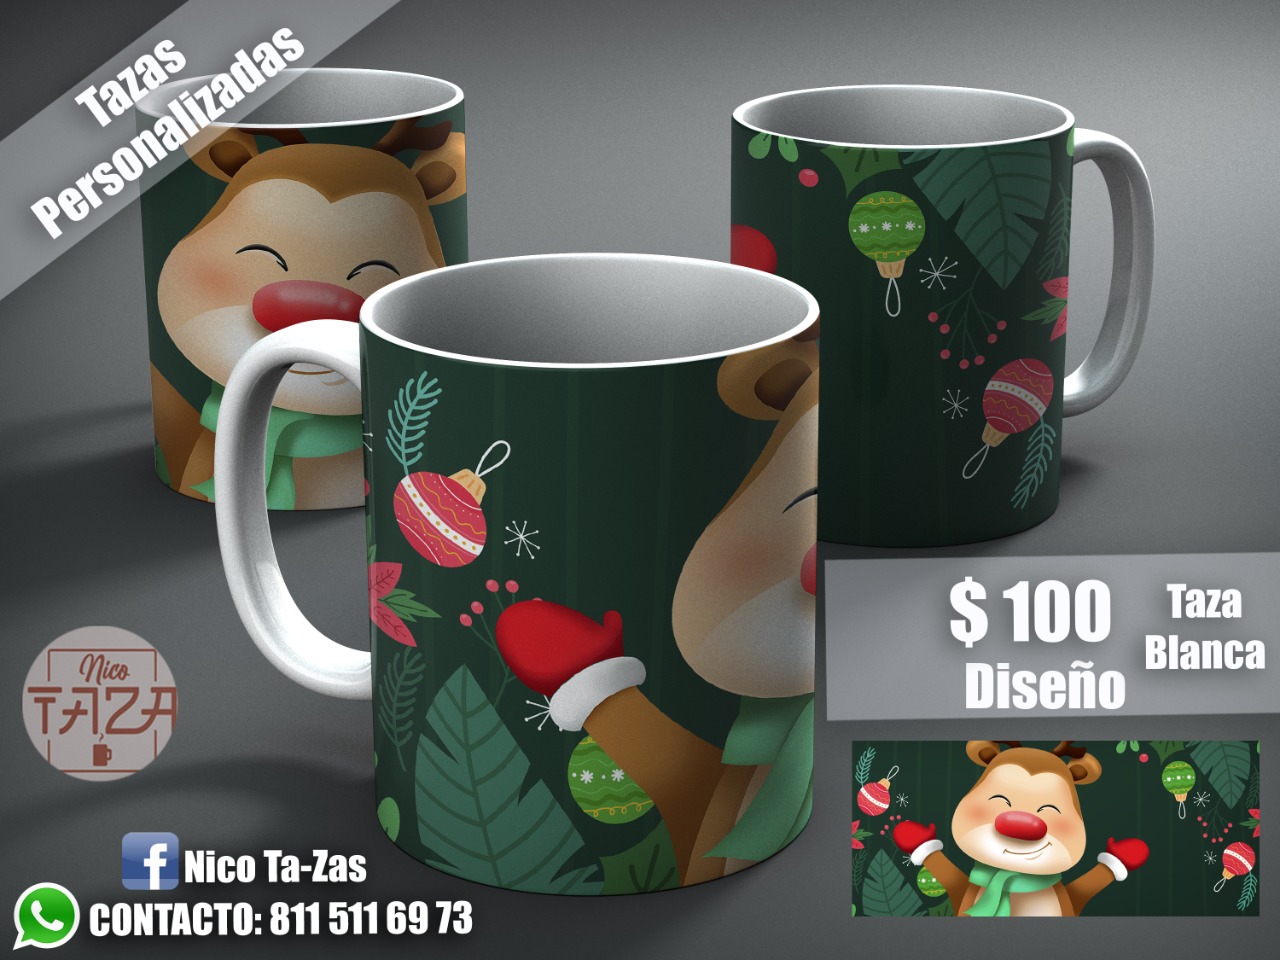 Tazas
Personalizadas
$ 100
Diseño
Taza
Blanca
Nico
TAZA
f Nico Ta-Zas
CONTACTO: 811 511 69 73